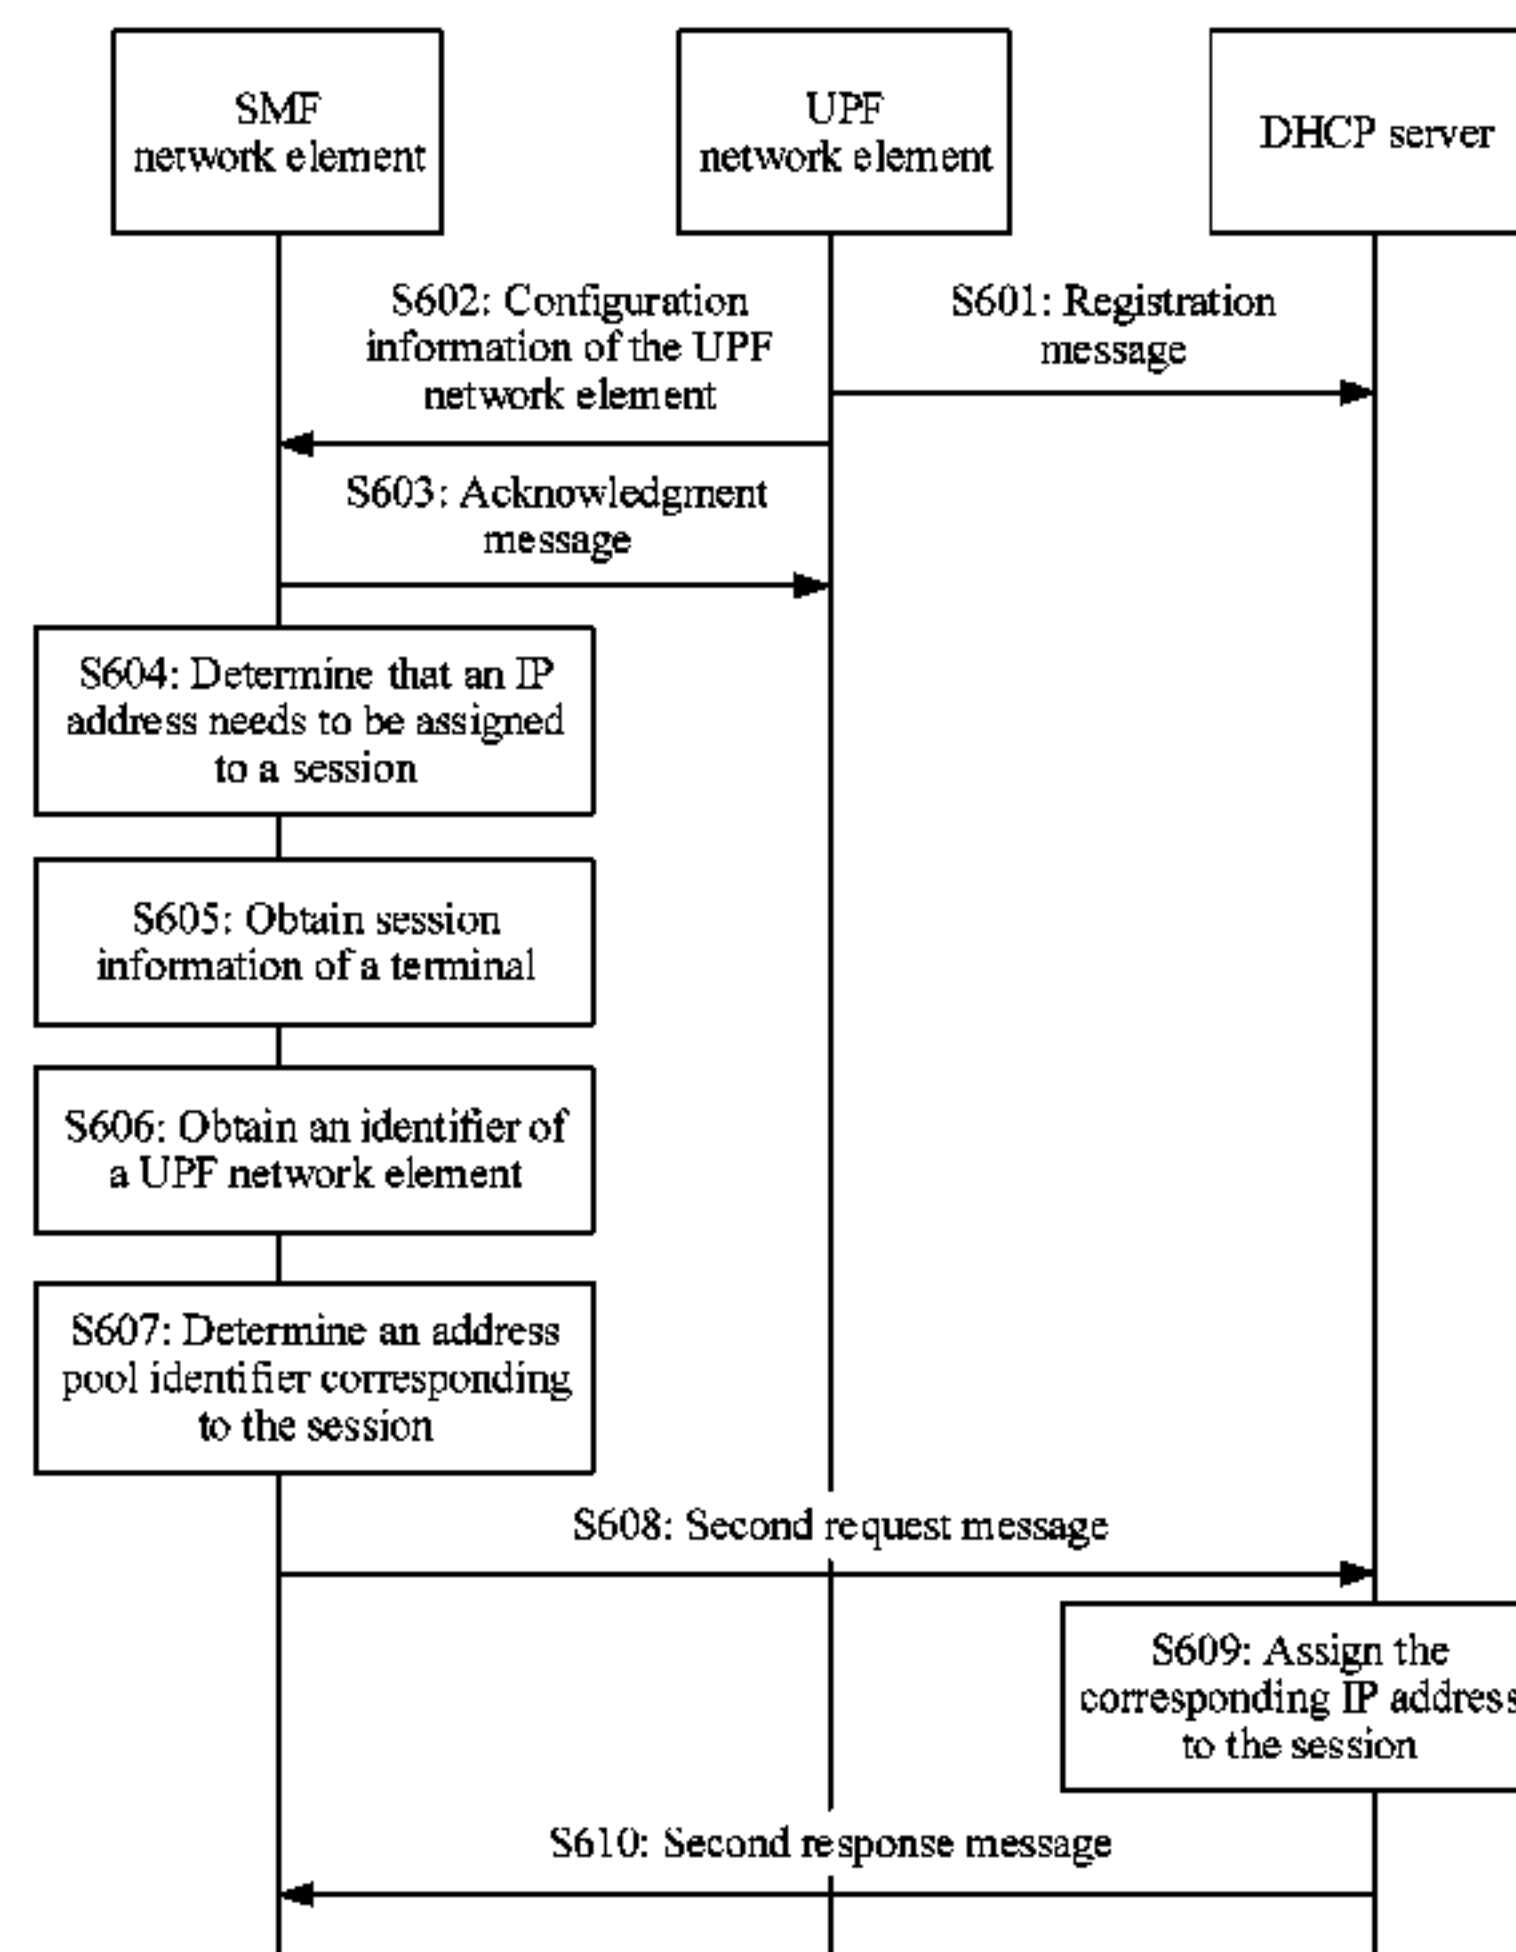 SMF
network element
UPF
network element
DHCP server
S602: Configuration
information of the UPF
network element
S601: Registration
message
S603: Acknowledgment
message
S604: Determine that an IP
address needs to be assigned
to a session
S605: Obtain session
information of a terminal
S606: Obtain an identifier of
a UPF network element
S607: Determine an address
pool identifier corresponding
to the session
S608: Second request message
S609: Assign the
corresponding IP address
to the session
S610: Second response message